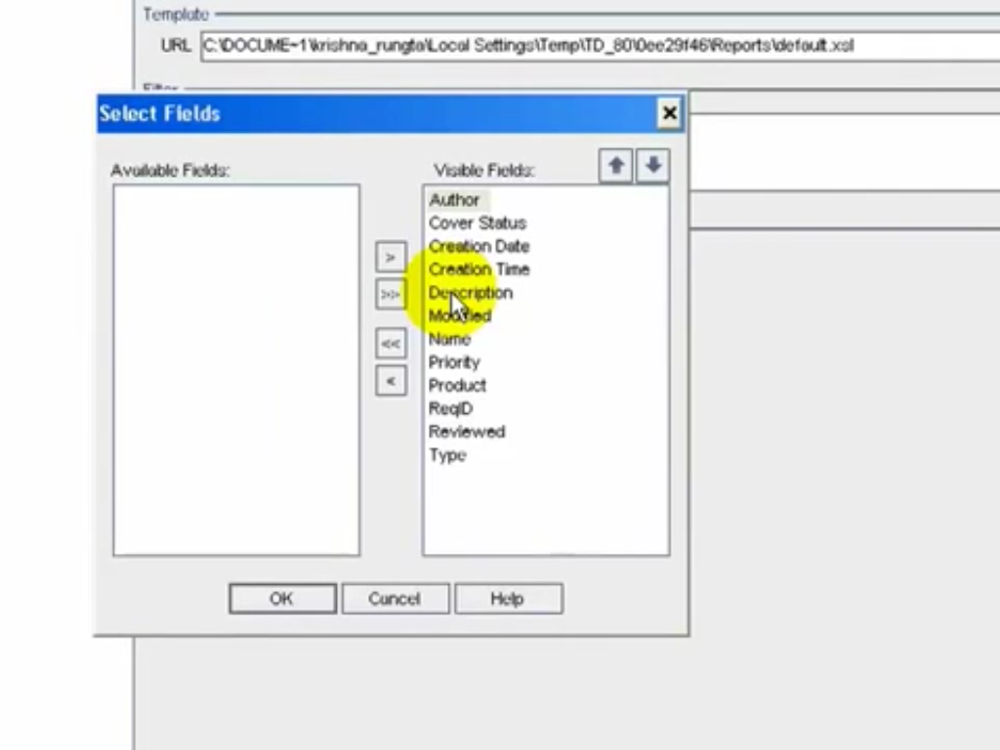 Template
URL C:\DOCUME~1\krishna_rungta\Local Settings\Temp\TD_80\0ee29f46\Reports\default.xsl
Filter
Select Fields
Available Fields:
Visible Fields:
Author
Cover Status
Creation Date
Creation Time
>
>>
<<
<
Description
Modified
Name
Priority
Product
ReqID
Reviewed
Type
OK
Cancel
Help